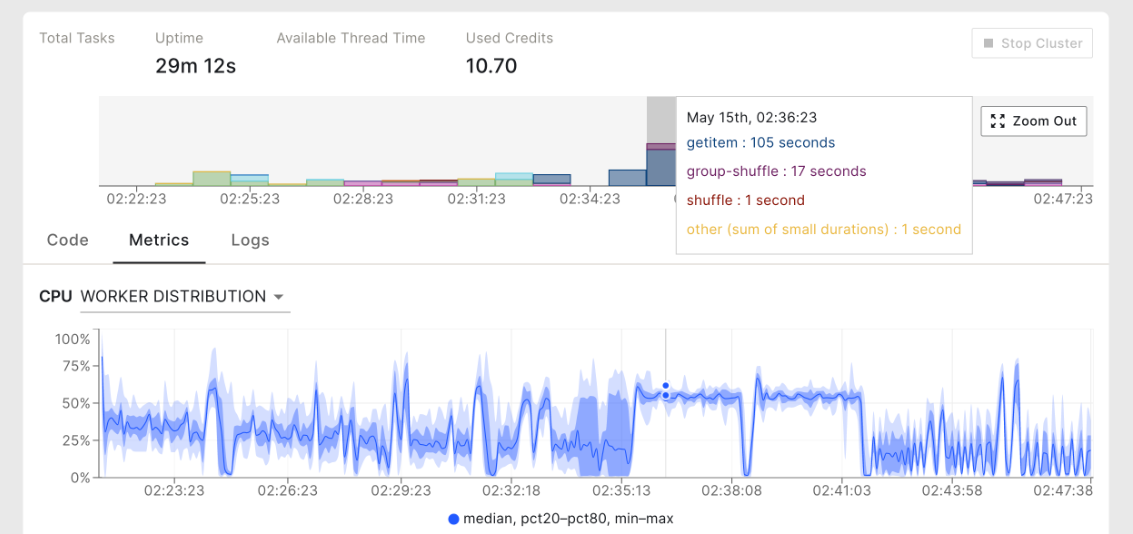 Total Tasks Uptime Available Thread Time Used Credits
Stop Cluster
29m 12s 10.70
May 15th, 02:36:23
Zoom Out
getitem : 105 seconds
group-shuffle : 17 seconds
shuffle : 1 second
other (sum of small durations) : 1 second
02:22:23 02:25:23 02:28:23 02:31:23 02:34:23 02:47:23
Code Metrics Logs
CPU WORKER DISTRIBUTION
100%
75%
50%
25%
0%
02:23:23 02:26:23 02:29:23 02:32:18 02:35:13 02:38:08 02:41:03 02:43:58 02:47:38
median, pct20–pct80, min–max